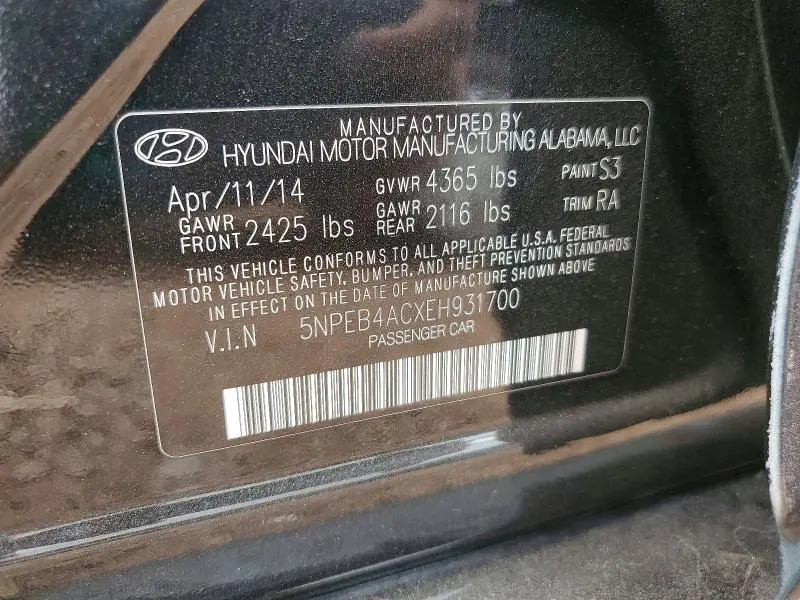 MANUFACTURED BY
HYUNDAI MOTOR MANUFACTURING ALABAMA, LLC
Apr/11/14 GVWR 4365 lbs PAINT S3
GAWR FRONT 2425 lbs GAWR REAR 2116 lbs TRIM RA
THIS VEHICLE CONFORMS TO ALL APPLICABLE U.S.A. FEDERAL
MOTOR VEHICLE SAFETY, BUMPER, AND THEFT PREVENTION STANDARDS
IN EFFECT ON THE DATE OF MANUFACTURE SHOWN ABOVE
V.I.N 5NPEB4ACXEH931700
PASSENGER CAR